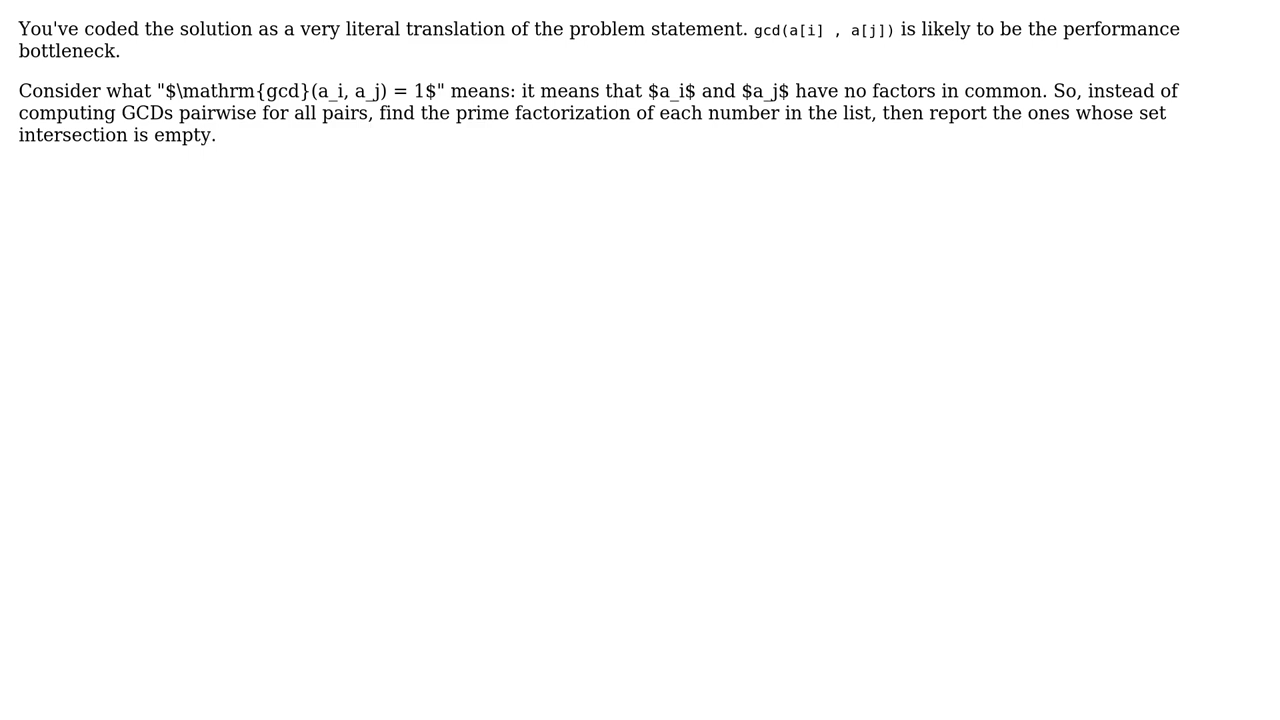 You've coded the solution as a very literal translation of the problem statement. gcd(a[i] , a[j]) is likely to be the performance
bottleneck.
Consider what "$\mathrm{gcd}(a_i, a_j) = 1$" means: it means that $a_i$ and $a_j$ have no factors in common. So, instead of
computing GCDs pairwise for all pairs, find the prime factorization of each number in the list, then report the ones whose set
intersection is empty.